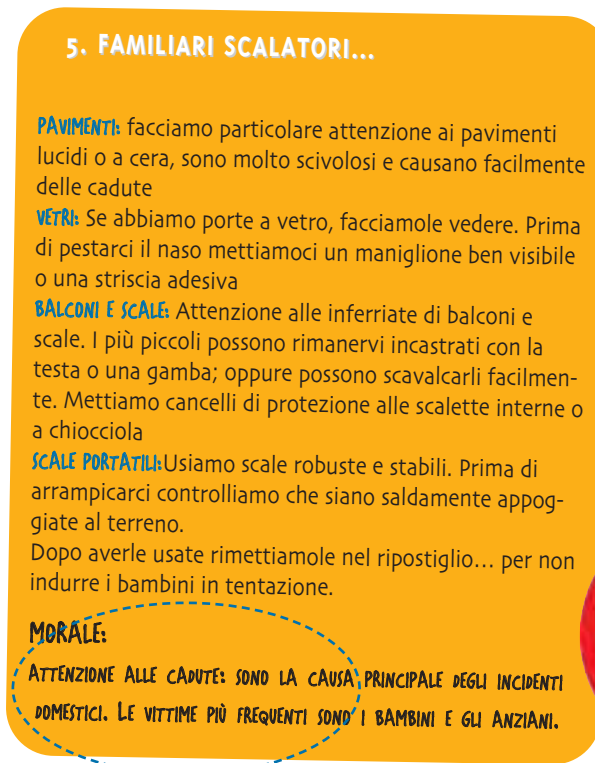 5. FAMILIARI SCALATORI...
PAVIMENTI: facciamo particolare attenzione ai pavimenti
lucidi o a cera, sono molto scivolosi e causano facilmente
delle cadute
VETRI: Se abbiamo porte a vetro, facciamole vedere. Prima
di pestarci il naso mettiamoci un maniglione ben visibile
o una striscia adesiva
BALCONI E SCALE: Attenzione alle inferriate di balconi e
scale. I più piccoli possono rimanervi incastrati con la
testa o una gamba; oppure possono scavalcarli facilmen-
te. Mettiamo cancelli di protezione alle scalette interne o
a chiocciola
SCALE PORTATILI:Usiamo scale robuste e stabili. Prima di
arrampicarci controlliamo che siano saldamente appog-
giate al terreno.
Dopo averle usate rimettiamole nel ripostiglio... per non
indurre i bambini in tentazione.
MORALE:
ATTENZIONE ALLE CADUTE: SONO LA CAUSA PRINCIPALE DEGLI INCIDENTI
DOMESTICI. LE VITTIME PIÙ FREQUENTI SONO I BAMBINI E GLI ANZIANI.